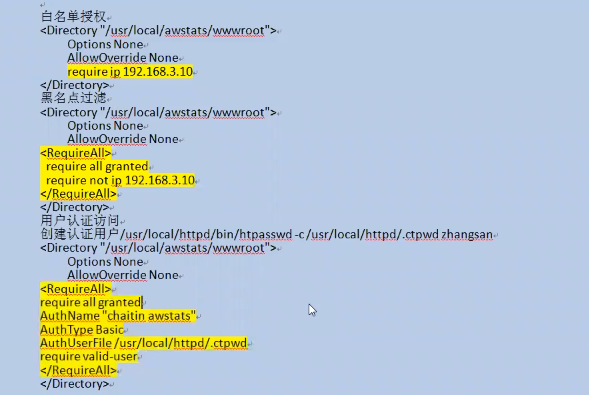 白名单授权
<Directory "/usr/local/awstats/wwwroot">
Options None
AllowOverride None
require ip 192.168.3.10
</Directory>
黑名点过滤
<Directory "/usr/local/awstats/wwwroot">
Options None
AllowOverride None
<RequireAll>
require all granted
require not ip 192.168.3.10
</RequireAll>
</Directory>
用户认证访问
创建认证用户/usr/local/httpd/bin/htpasswd -c /usr/local/httpd/.ctpwd zhangsan
<Directory "/usr/local/awstats/wwwroot">
Options None
AllowOverride None
<RequireAll>
require all granted
AuthName "chaitin awstats"
AuthType Basic
AuthUserFile /usr/local/httpd/.ctpwd
require valid-user
</RequireAll>
</Directory>